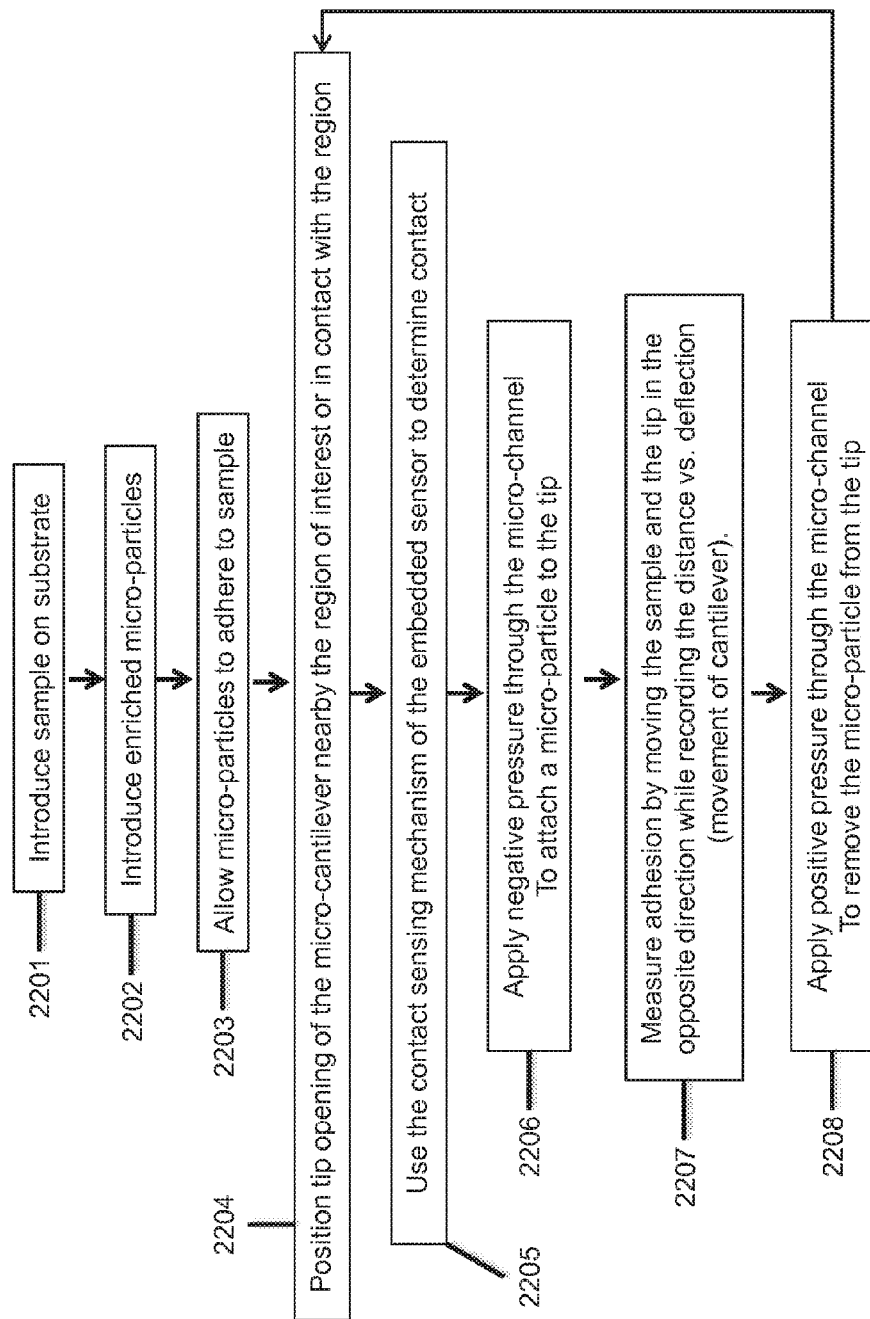 2201
Introduce sample on substrate
2202
Introduce enriched micro-particles
2203
Allow micro-particles to adhere to sample
2204
Position tip opening of the micro-cantilever nearby the region of interest or in contact with the region
2205
Use the contact sensing mechanism of the embedded sensor to determine contact
2206
Apply negative pressure through the micro-channel
To attach a micro-particle to the tip
2207
Measure adhesion by moving the sample and the tip in the
opposite direction while recording the distance vs. deflection
(movement of cantilever).
2208
Apply positive pressure through the micro-channel
To remove the micro-particle from the tip